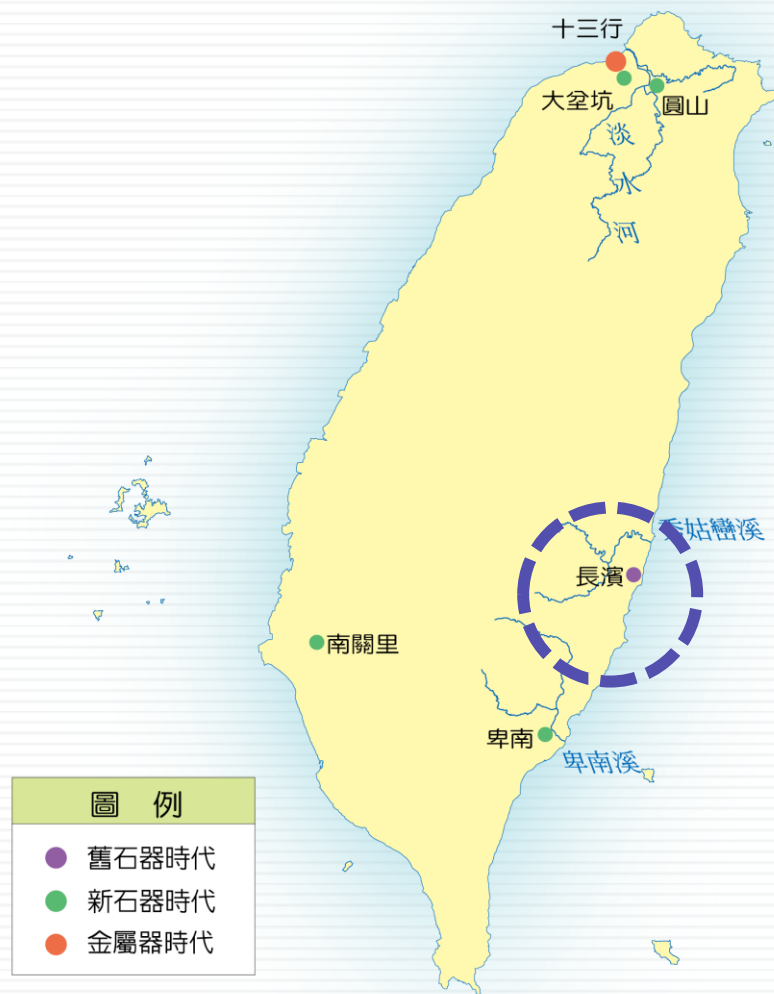 十三行
大坌坑
圓山
淡水河
秀姑巒溪
長濱
南關里
卑南
卑南溪
圖 例
舊石器時代
新石器時代
金屬器時代